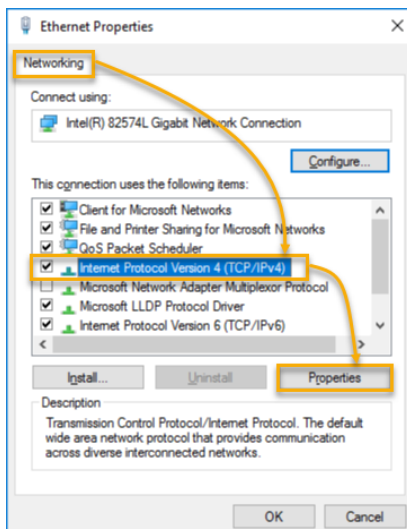 Ethernet Properties
Networking
Connect using:
Intel(R) 82574L Gigabit Network Connection
Configure...
This connection uses the following items:
Client for Microsoft Networks
File and Printer Sharing for Microsoft Networks
QoS Packet Scheduler
Internet Protocol Version 4 (TCP/IPv4)
Microsoft Network Adapter Multiplexor Protocol
Microsoft LLDP Protocol Driver
Internet Protocol Version 6 (TCP/IPv6)
Install...
Uninstall
Properties
Description
Transmission Control Protocol/Internet Protocol. The default
wide area network protocol that provides communication
across diverse interconnected networks.
OK
Cancel